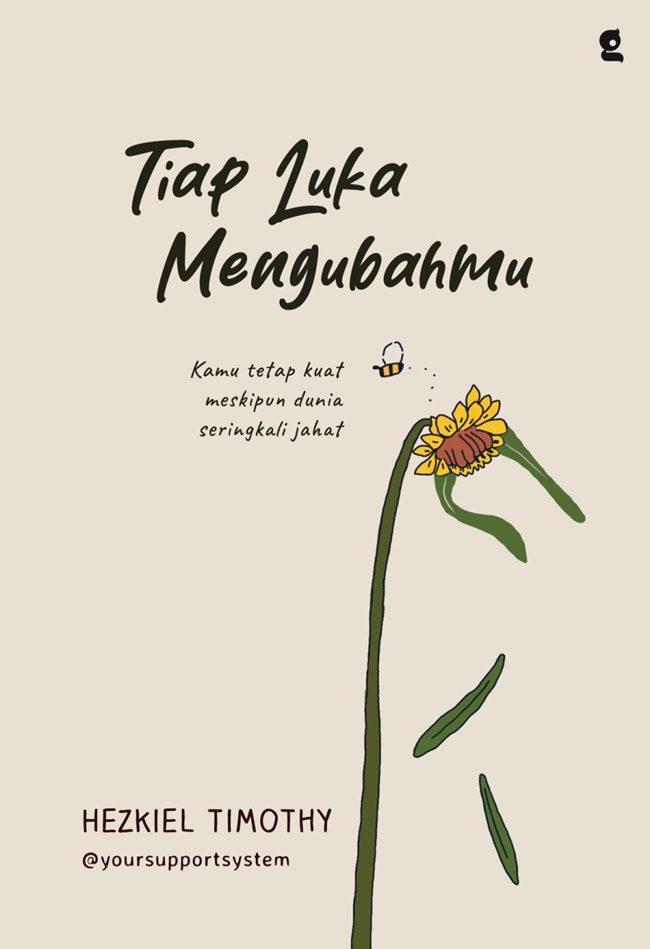 g
Tiap Luka
Mengubahmu
Kamu tetap kuat
meskipun dunia
seringkali jahat
HEZKIEL TIMOTHY
@yoursupportsystem